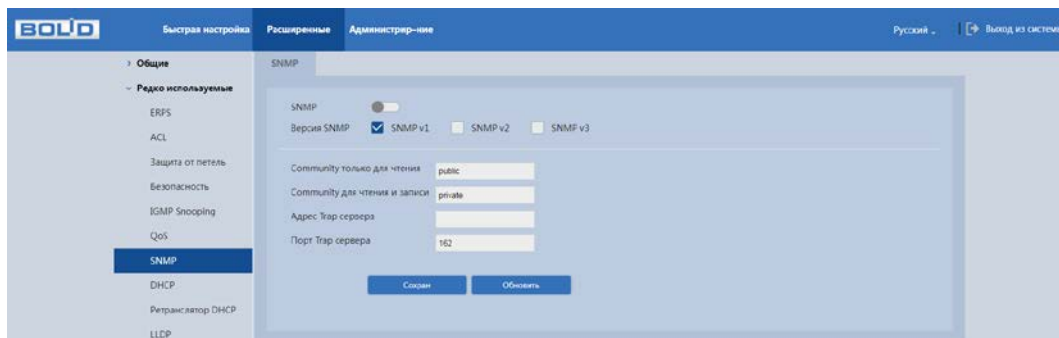 BOLID Быстрая настройка Расширенные Администрир-ние Русский Выход из систем
Общие
Редко используемые
ERPS
ACL
Защита от петель
Безопасность
IGMP Snooping
QoS
SNMP
DHCP
Ретранслятор DHCP
LLDP
SNMP
SNMP
Версия SNMP SNMP v1 SNMP v2 SNMP v3
Community только для чтения public
Community для чтения и записи private
Адрес Trap сервера
Порт Trap сервера 162
Сохран Обновить